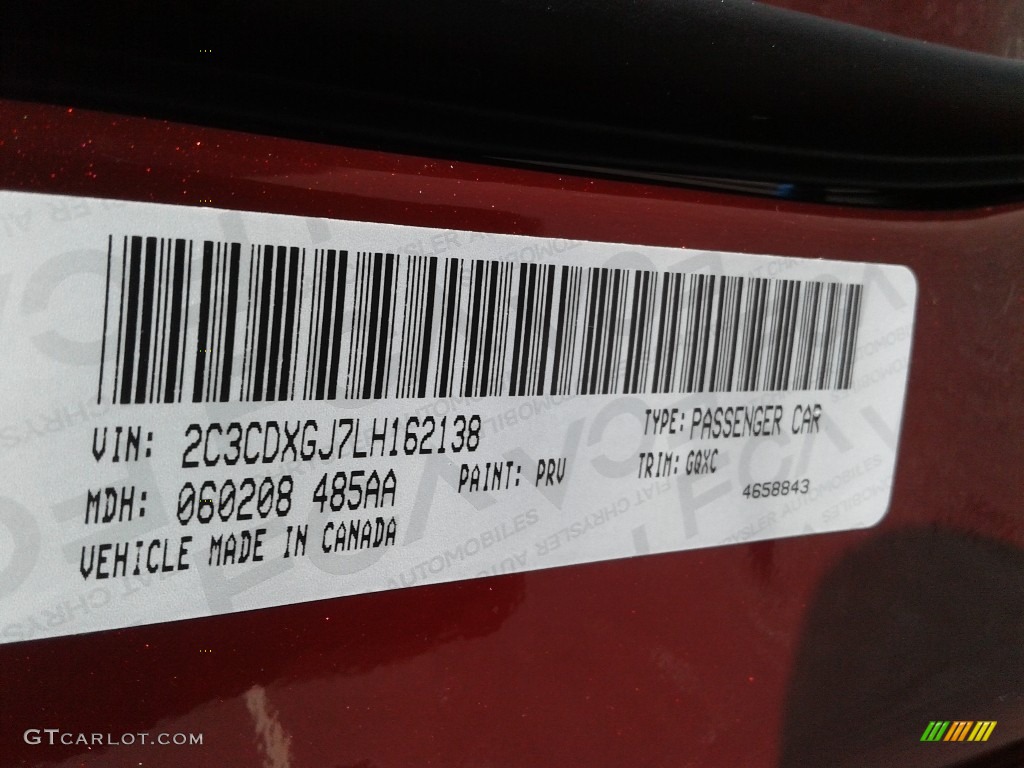 VIN: 2C3CDXGJ7LH162138
TYPE: PASSENGER CAR
MDH: 060208 485AA
PAINT: PRV
TRIM: GQXC
4658843
VEHICLE MADE IN CANADA
GTCARLOT.COM